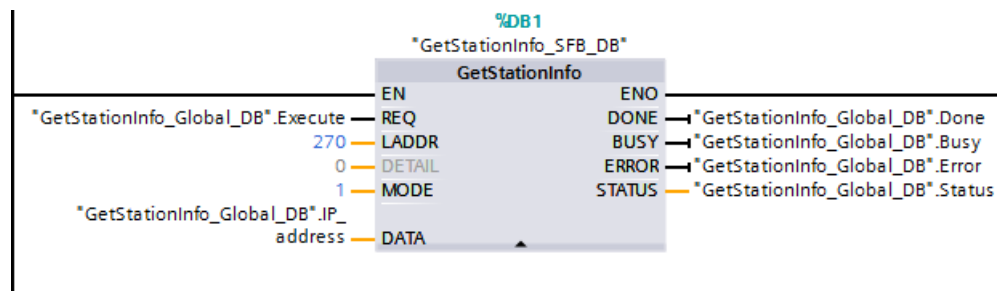 %DB1
"GetStationInfo_SFB_DB"
GetStationInfo
EN ENO
"GetStationInfo_Global_DB".Execute REQ DONE "GetStationInfo_Global_DB".Done
270 LADDR BUSY "GetStationInfo_Global_DB".Busy
0 DETAIL ERROR "GetStationInfo_Global_DB".Error
1 MODE STATUS "GetStationInfo_Global_DB".Status
"GetStationInfo_Global_DB".IP_
address DATA